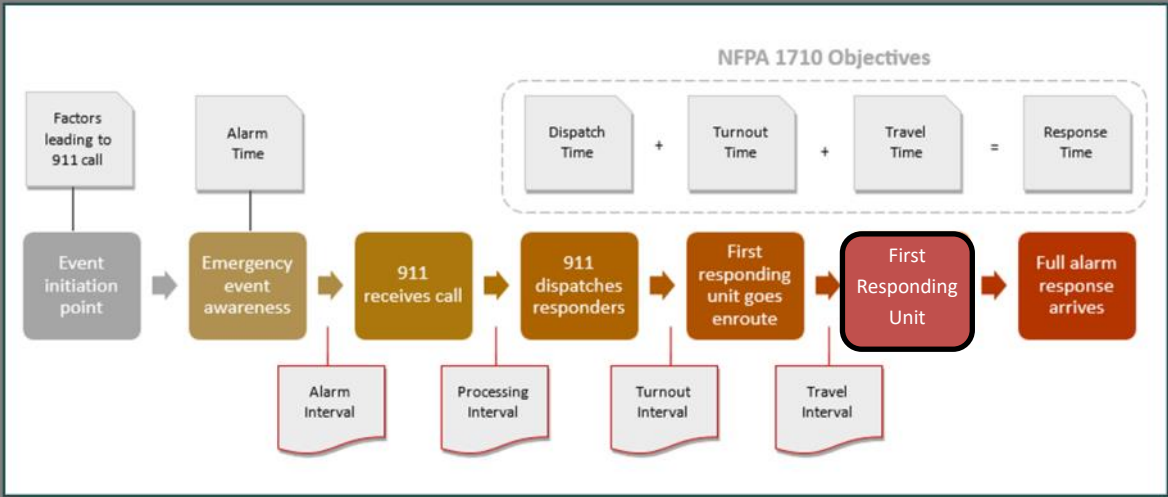 NFPA 1710 Objectives
Factors
leading to
911 call
Alarm
Time
Dispatch
Time
+
Turnout
Time
+
Travel
Time
=
Response
Time
Event
initiation
point
Emergency
event
awareness
911
receives call
911
dispatches
responders
First
responding
unit goes
enroute
First
Responding
Unit
Full alarm
response
arrives
Alarm
Interval
Processing
Interval
Turnout
Interval
Travel
Interval